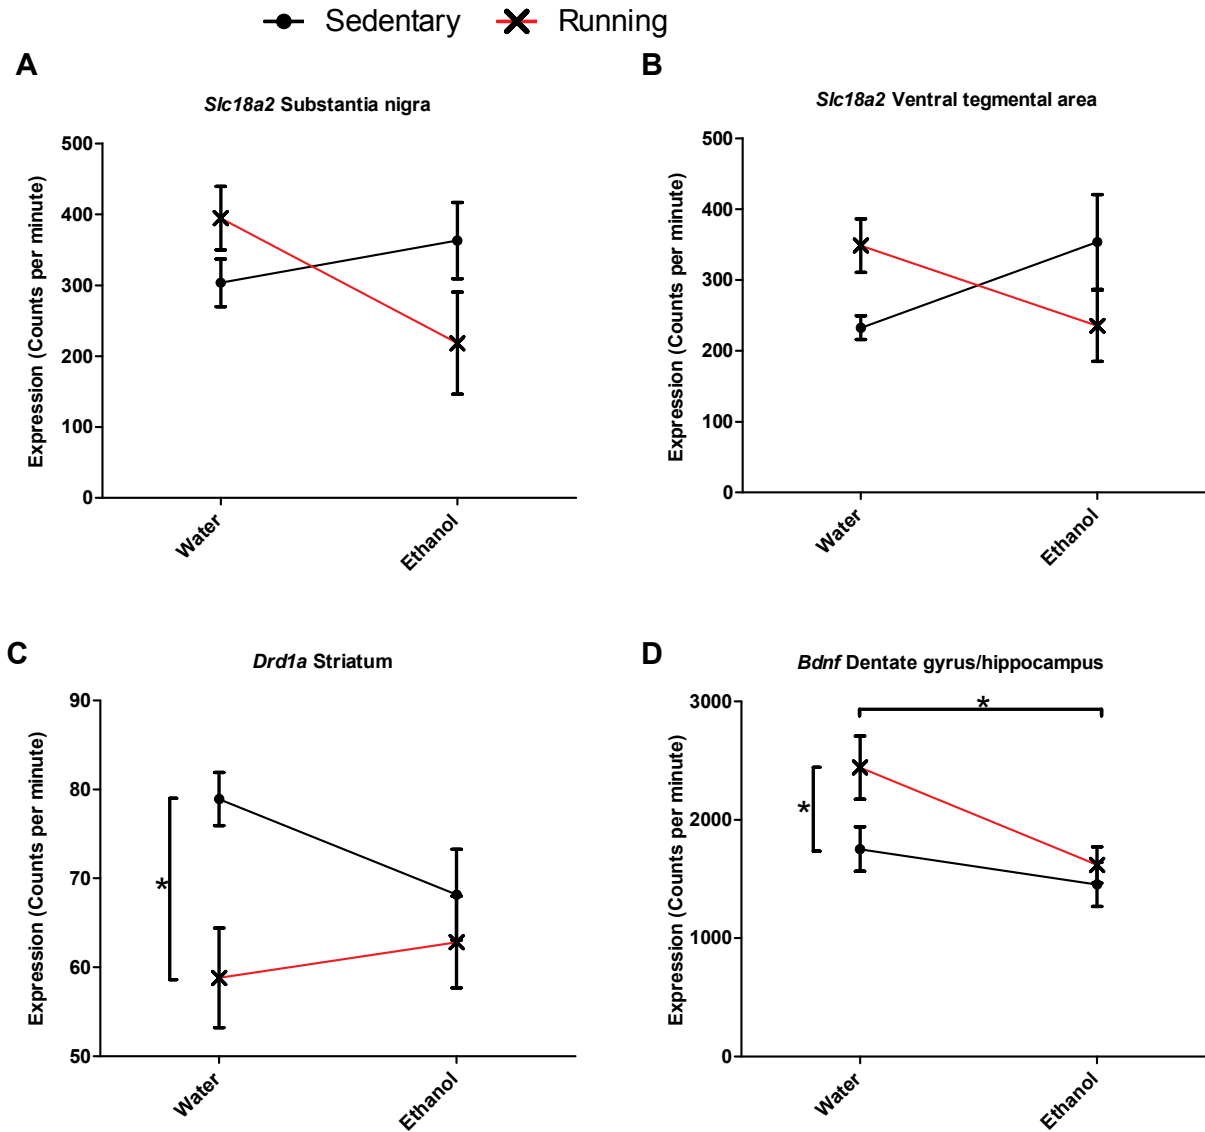 Sedentary Running
A
Slc18a2 Substantia nigra
Expression (Counts per minute)
500
400
300
200
100
0
Water
Ethanol
B
Slc18a2 Ventral tegmental area
Expression (Counts per minute)
500
400
300
200
100
0
Water
Ethanol
C
Drd1a Striatum
Expression (Counts per minute)
90
80
70
60
50
*
Water
Ethanol
D
Bdnf Dentate gyrus/hippocampus
Expression (Counts per minute)
3000
2000
1000
0
*
*
Water
Ethanol